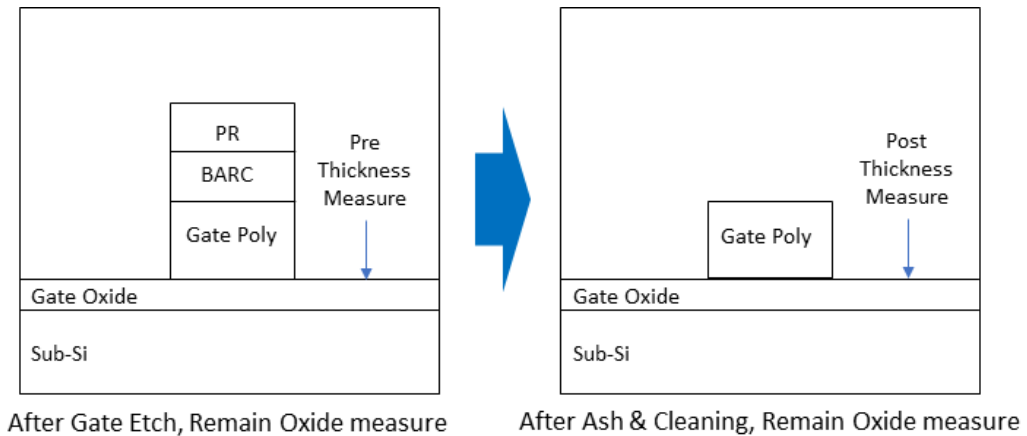 PR
BARC
Gate Poly
Pre
Thickness
Measure
Gate Oxide
Sub-Si
After Gate Etch, Remain Oxide measure
Post
Thickness
Measure
Gate Poly
Gate Oxide
Sub-Si
After Ash & Cleaning, Remain Oxide measure